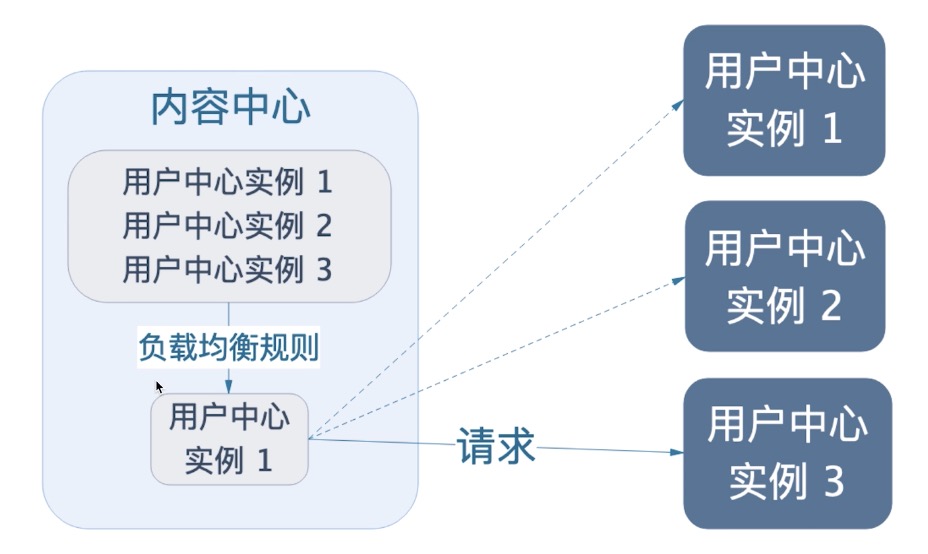 内容中心
用户中心实例 1
用户中心实例 2
用户中心实例 3
负载均衡规则
用户中心
实例 1
请求
用户中心
实例 1
用户中心
实例 2
用户中心
实例 3